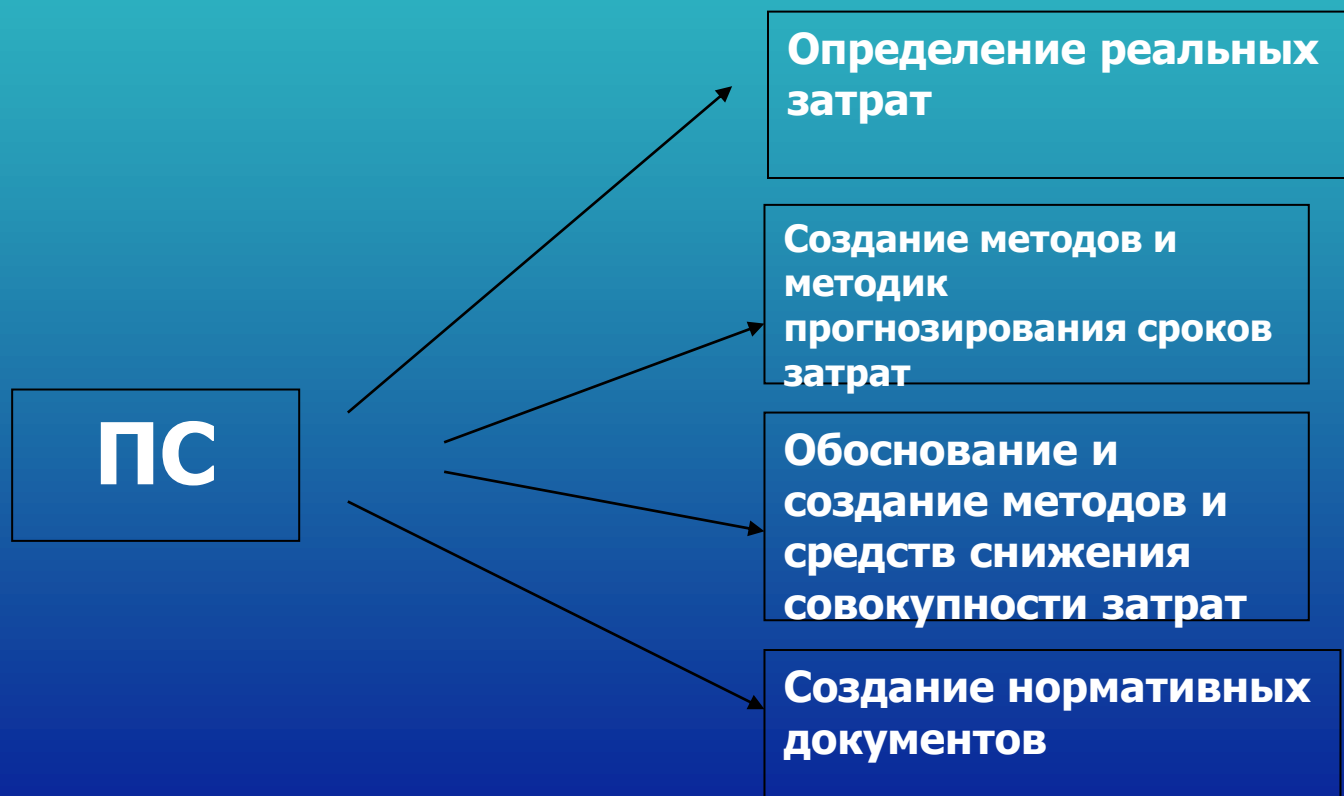 ПС
Определение реальных
затрат
Создание методов и
методик
прогнозирования сроков
затрат
Обоснование и
создание методов и
средств снижения
совокупности затрат
Создание нормативных
документов